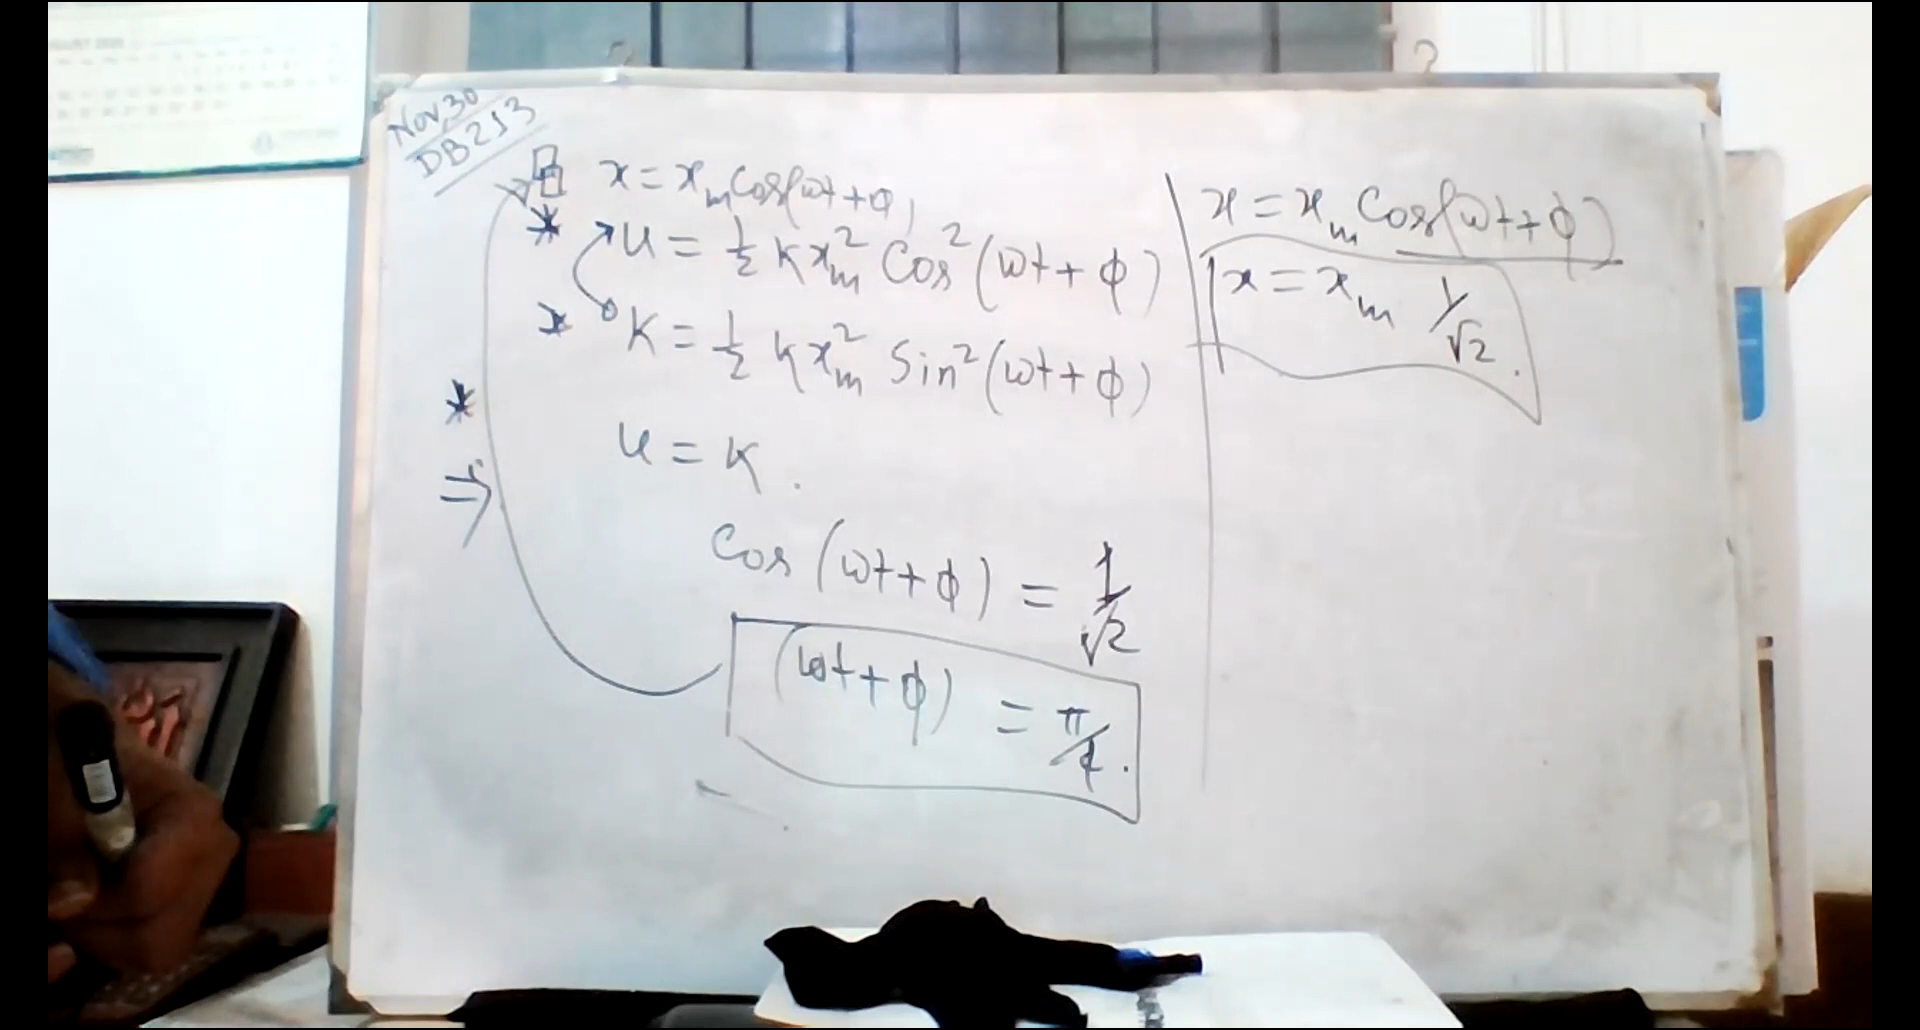 Nov,30
DB213
x = x_m Cos(ωt + φ)
* U = ½ K x_m² Cos² (ωt + φ)
* K = ½ K x_m² Sin² (ωt + φ)
*
U = K.
⇒
Cos (ωt + φ) = 1/√2
(ωt + φ) = π/4.
x = x_m Cos(ωt + φ)
x = x_m 1/√2.